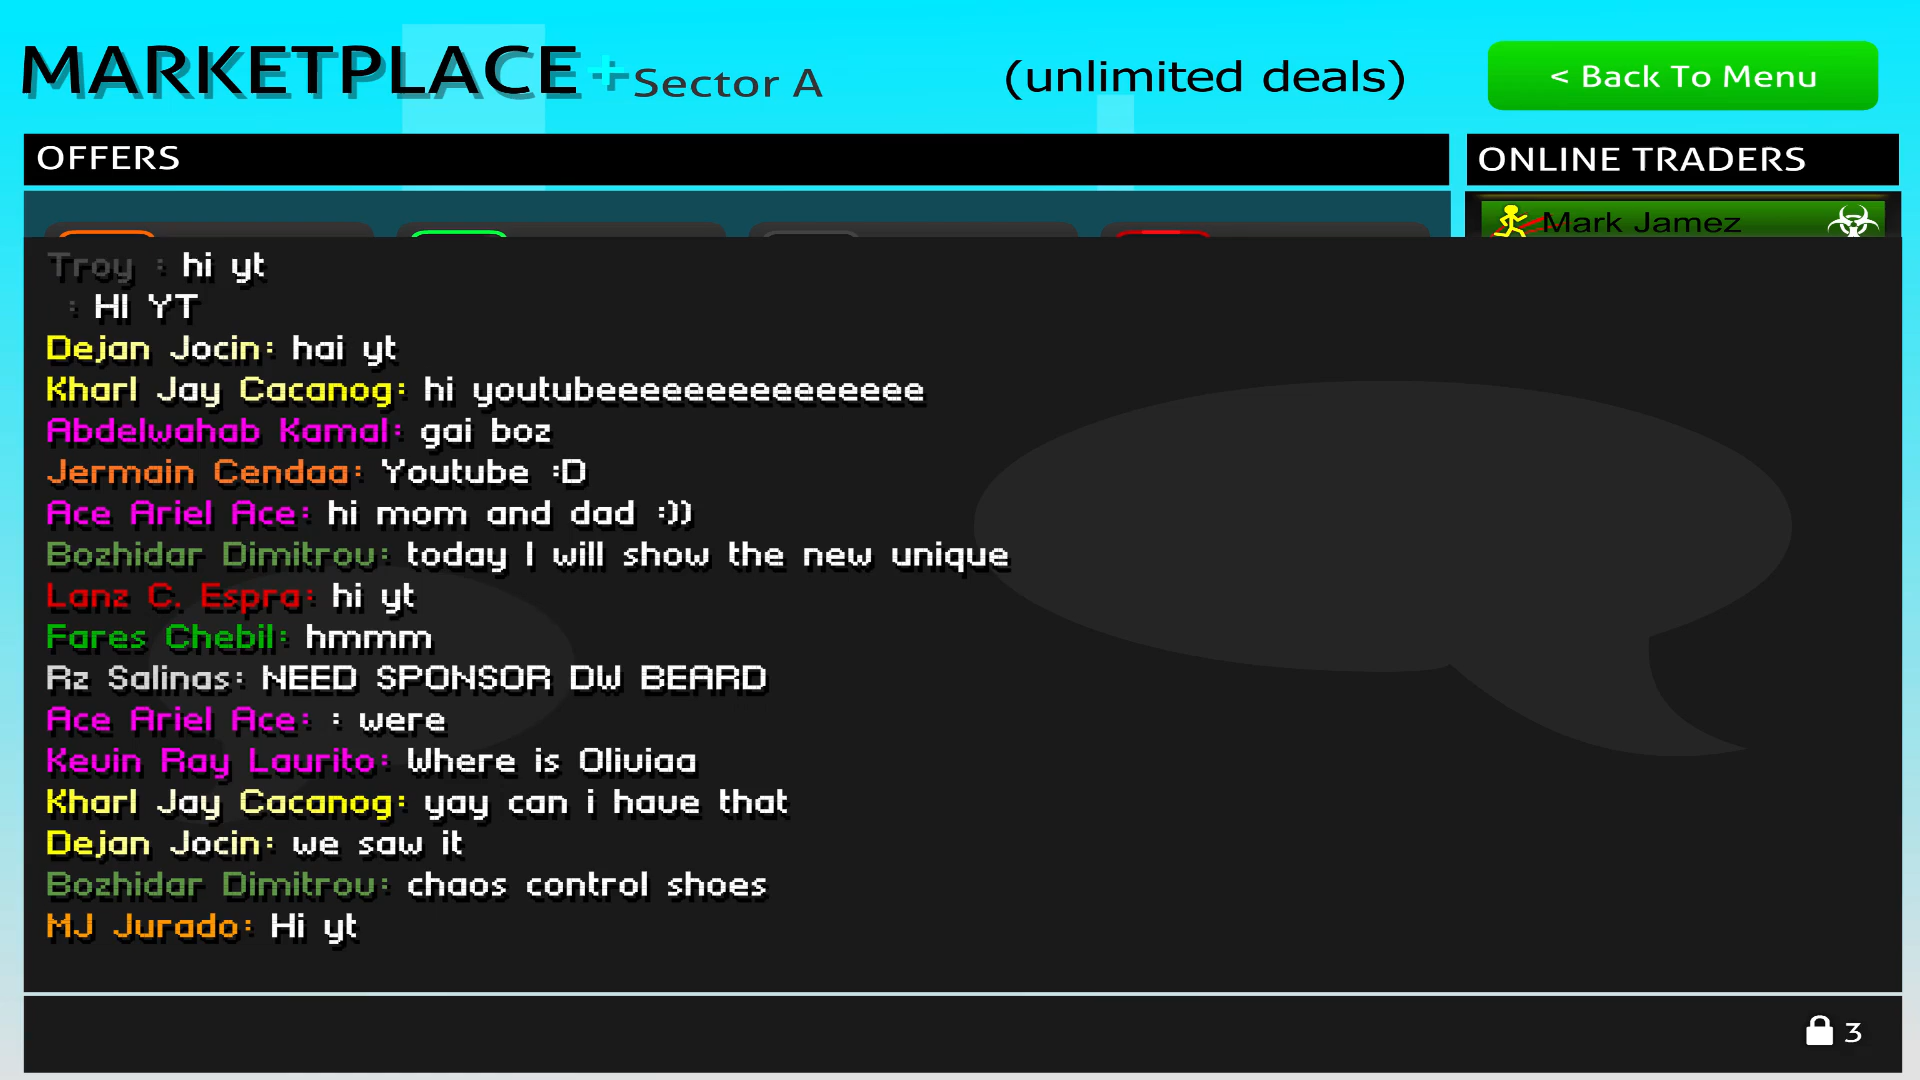 MARKETPLACE + Sector A (unlimited deals) < Back To Menu
OFFERS
ONLINE TRADERS
Mark Jamez
Troy : hi yt
: HI YT
Dejan Jocin: hai yt
Kharl Jay Cacanog: hi youtubeeeeeeeeeeeeeee
Abdelwahab Kamal: gai boz
Jermain Cendaa: Youtube :D
Ace Ariel Ace: hi mom and dad :))
Bozhidar Dimitrov: today I will show the new unique
Lanz C. Espra: hi yt
Fares Chebil: hmmm
Rz Salinas: NEED SPONSOR DW BEARD
Ace Ariel Ace: : were
Kevin Ray Laurito: Where is Oliviaa
Kharl Jay Cacanog: yay can i have that
Dejan Jocin: we saw it
Bozhidar Dimitrov: chaos control shoes
MJ Jurado: Hi yt
3